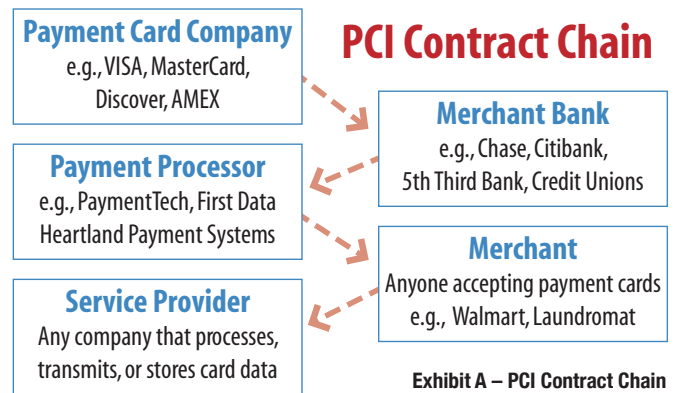 PCI Contract Chain
Payment Card Company
e.g., VISA, MasterCard,
Discover, AMEX
Merchant Bank
e.g., Chase, Citibank,
5th Third Bank, Credit Unions
Payment Processor
e.g., PaymentTech, First Data
Heartland Payment Systems
Merchant
Anyone accepting payment cards
e.g., Walmart, Laundromat
Service Provider
Any company that processes,
transmits, or stores card data
Exhibit A – PCI Contract Chain